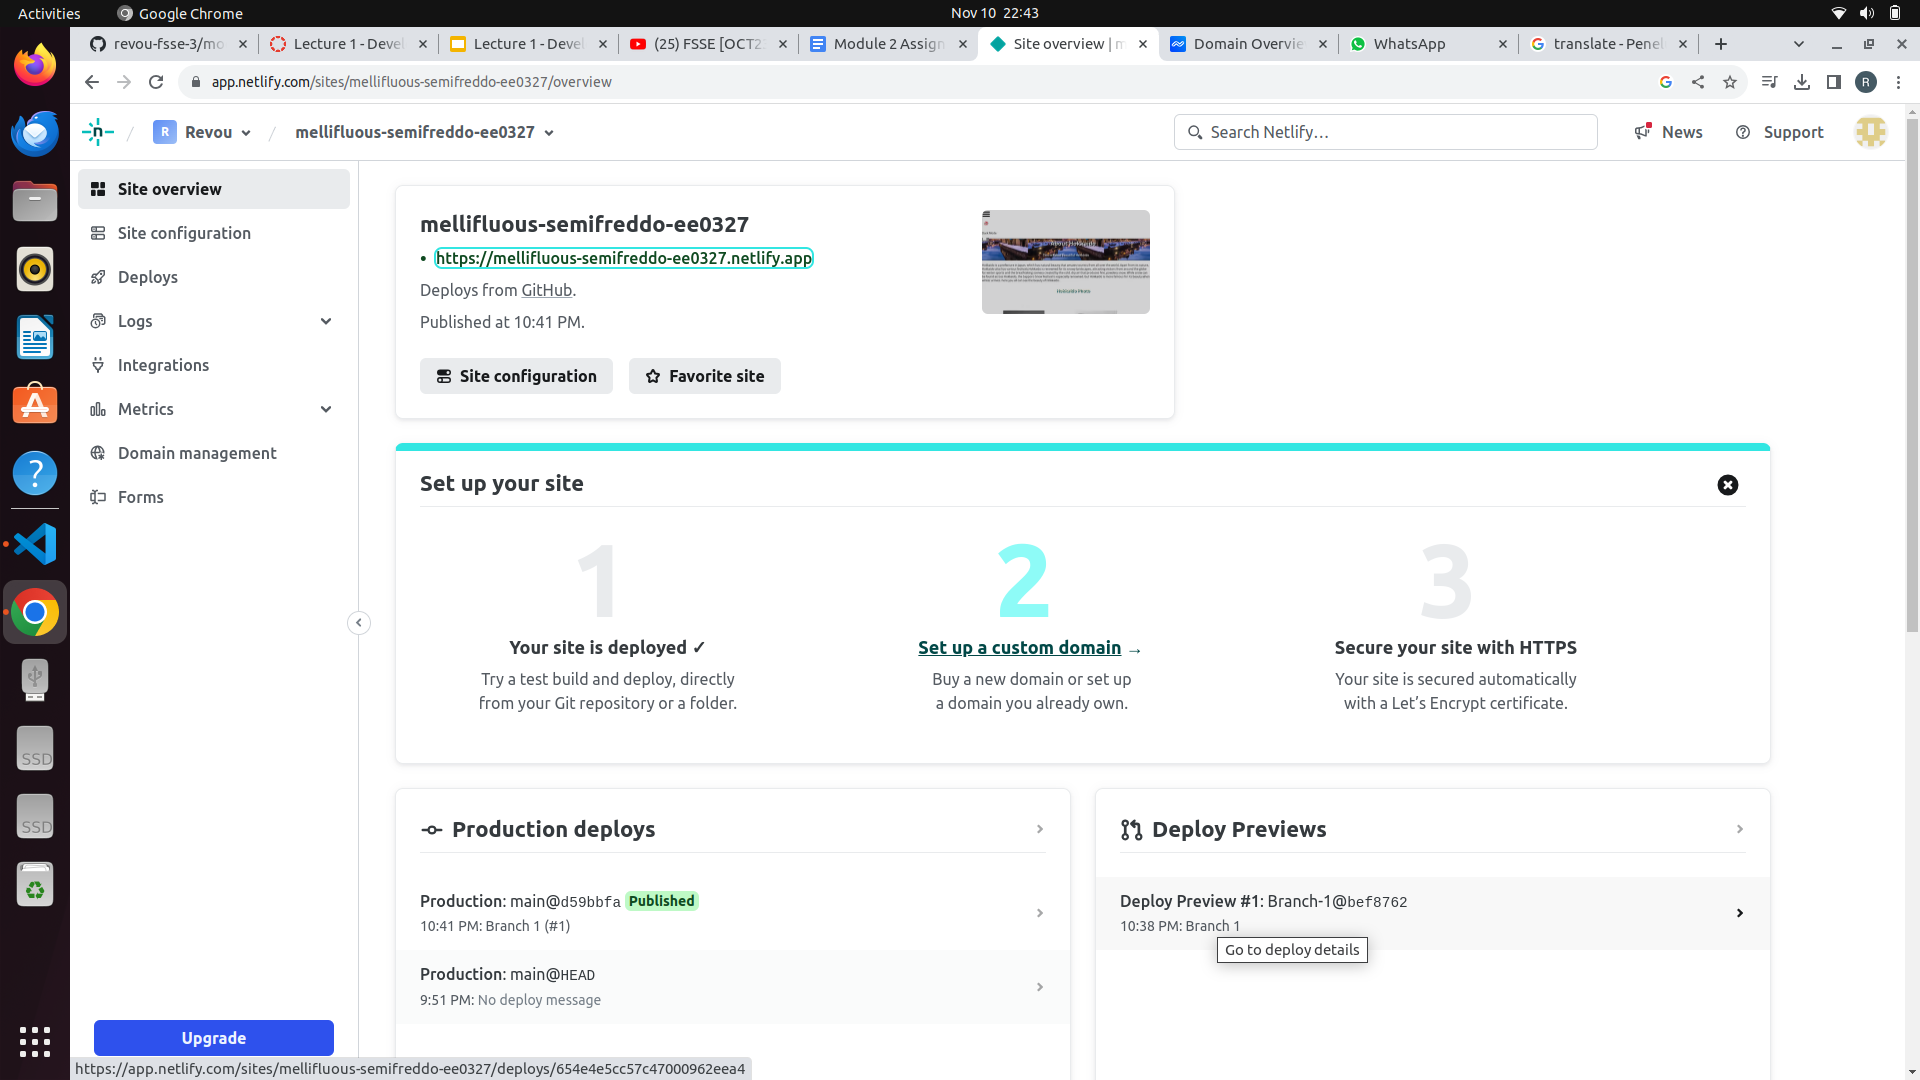 Activities
Google Chrome
Nov 10 22:43
revou-fsse-3/mo
Lecture 1 - Devel
Lecture 1 - Devel
(25) FSSE [OCT23
Module 2 Assign
Site overview | m
Domain Overvie
WhatsApp
translate - Penel
app.netlify.com/sites/mellifluous-semifreddo-ee0327/overview
R
R Revou
/
mellifluous-semifreddo-ee0327
Search Netlify…
News
Support
Site overview
Site configuration
Deploys
Logs
Integrations
Metrics
Domain management
Forms
Upgrade
mellifluous-semifreddo-ee0327
• https://mellifluous-semifreddo-ee0327.netlify.app
Deploys from GitHub.
Published at 10:41 PM.
Site configuration
Favorite site
Set up your site
1
Your site is deployed ✓
Try a test build and deploy, directly
from your Git repository or a folder.
2
Set up a custom domain →
Buy a new domain or set up
a domain you already own.
3
Secure your site with HTTPS
Your site is secured automatically
with a Let’s Encrypt certificate.
Production deploys
Production: main@d59bbfa Published
10:41 PM: Branch 1 (#1)
Production: main@HEAD
9:51 PM: No deploy message
Deploy Previews
Deploy Preview #1: Branch-1@bef8762
10:38 PM: Branch 1
Go to deploy details
SSD
SSD
https://app.netlify.com/sites/mellifluous-semifreddo-ee0327/deploys/654e4e5cc57c47000962eea4